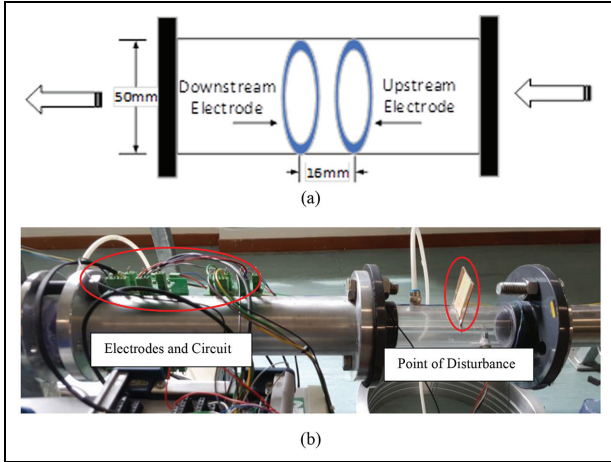 50mm
Downstream
Electrode
Upstream
Electrode
16mm
(a)
Electrodes and Circuit
Point of Disturbance
(b)